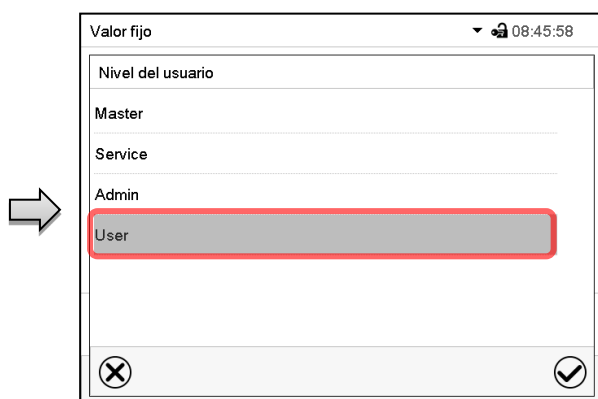 Valor fijo 08:45:58
Nivel del usuario
Master
Service
Admin
User